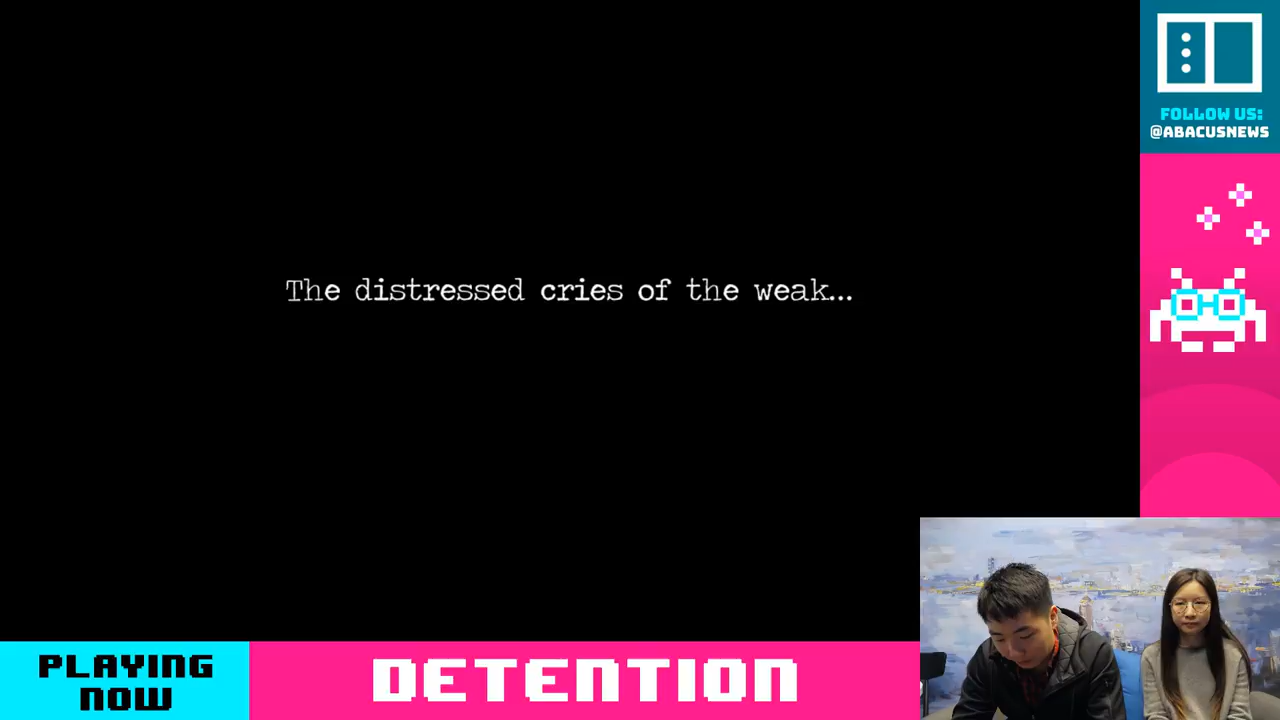 The distressed cries of the weak...
FOLLOW US:
@ABACUSNEWS
PLAYING
NOW
DETENTION